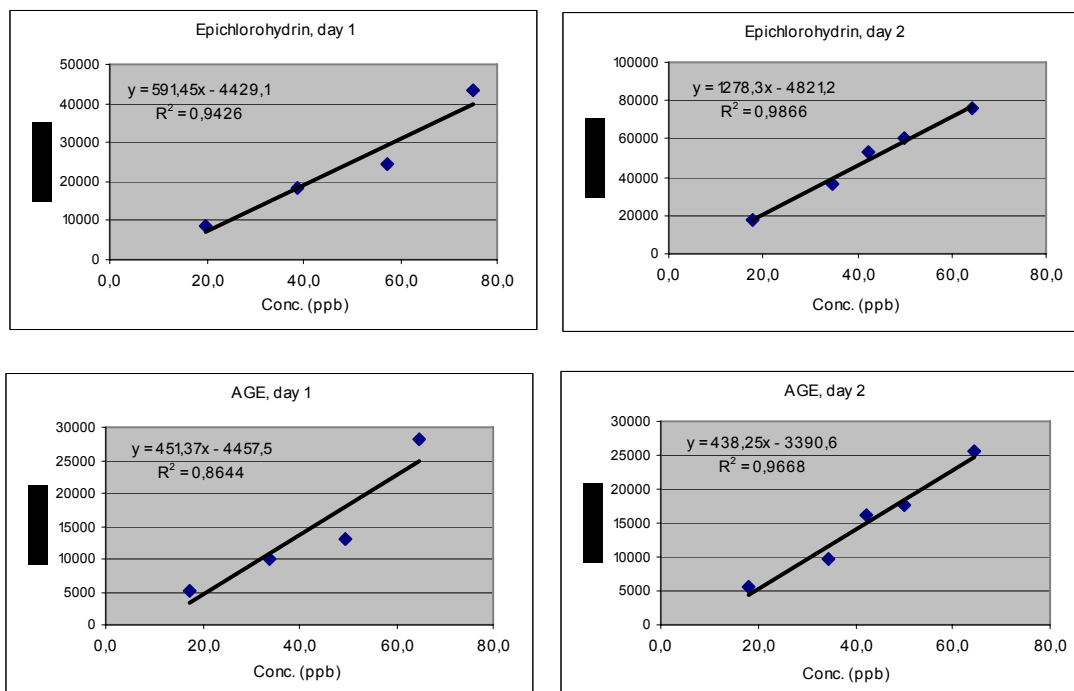 Epichlorohydrin, day 1
y = 591,45x - 4429,1
R² = 0,9426
50000
40000
30000
20000
10000
0
0,0 20,0 40,0 60,0 80,0
Conc. (ppb)
Epichlorohydrin, day 2
y = 1278,3x - 4821,2
R² = 0,9866
100000
80000
60000
40000
20000
0
0,0 20,0 40,0 60,0 80,0
Conc. (ppb)
AGE, day 1
y = 451,37x - 4457,5
R² = 0,8644
30000
25000
20000
15000
10000
5000
0
0,0 20,0 40,0 60,0 80,0
Conc. (ppb)
AGE, day 2
y = 438,25x - 3390,6
R² = 0,9668
30000
25000
20000
15000
10000
5000
0
0,0 20,0 40,0 60,0 80,0
Conc. (ppb)